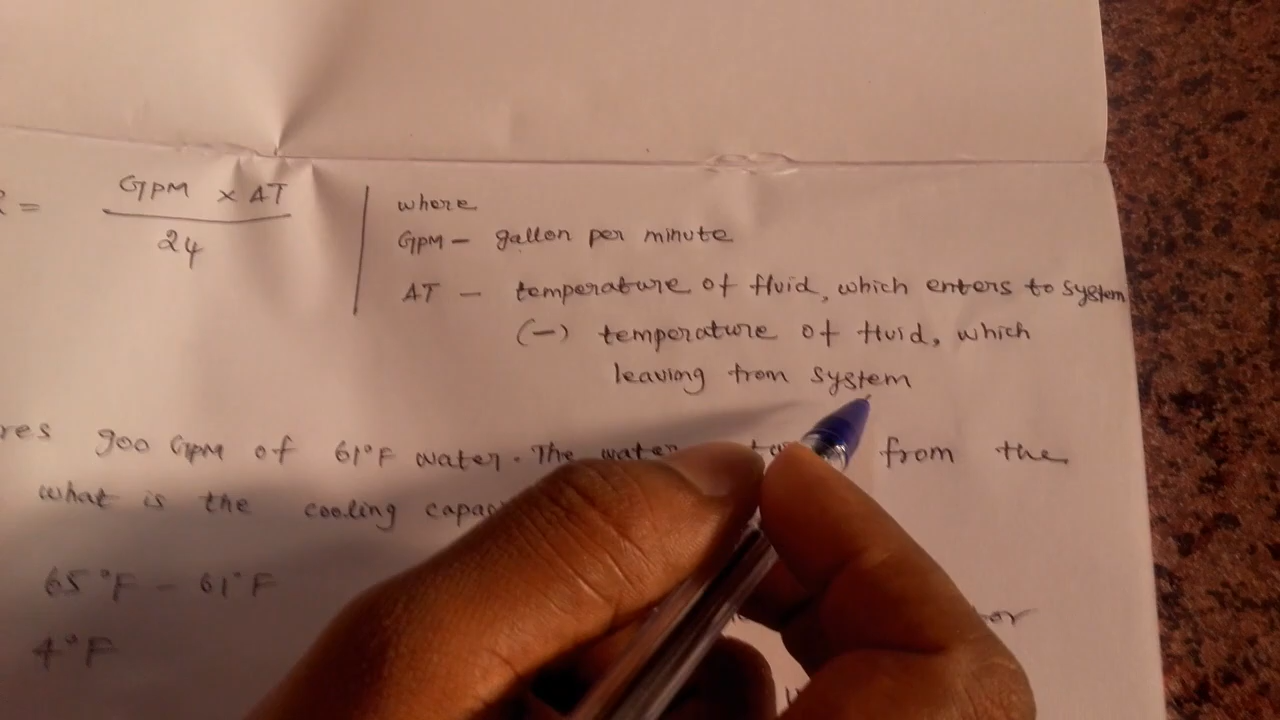 = GPM × ΔT
24
where
GPM – gallon per minute
ΔT – temperature of fluid, which enters to system
(–) temperature of fluid, which
leaving from system
900 GPM of 61°F water. The water from the
what is the cooling
65°F – 61°F
4°F